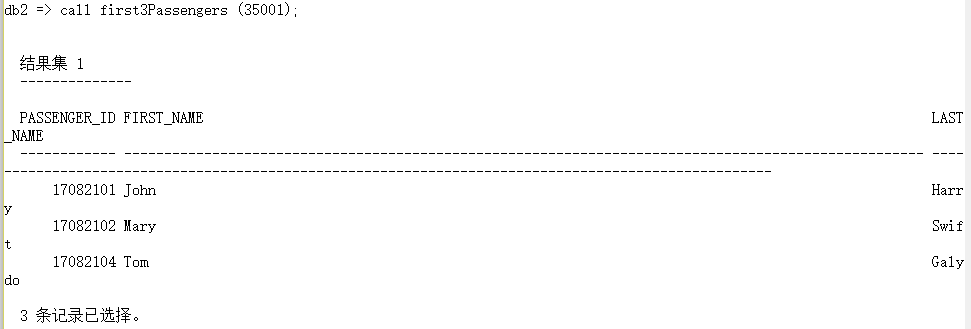 db2 => call first3Passengers (35001);
结果集 1
--------------
PASSENGER_ID FIRST_NAME LAST
_NAME
------------ ---------------------------------------------------------------------------------------------------- ----
------------------------------------------------------------------------------------------------
17082101 John Harr
y
17082102 Mary Swif
t
17082104 Tom Galy
do
3 条记录已选择。